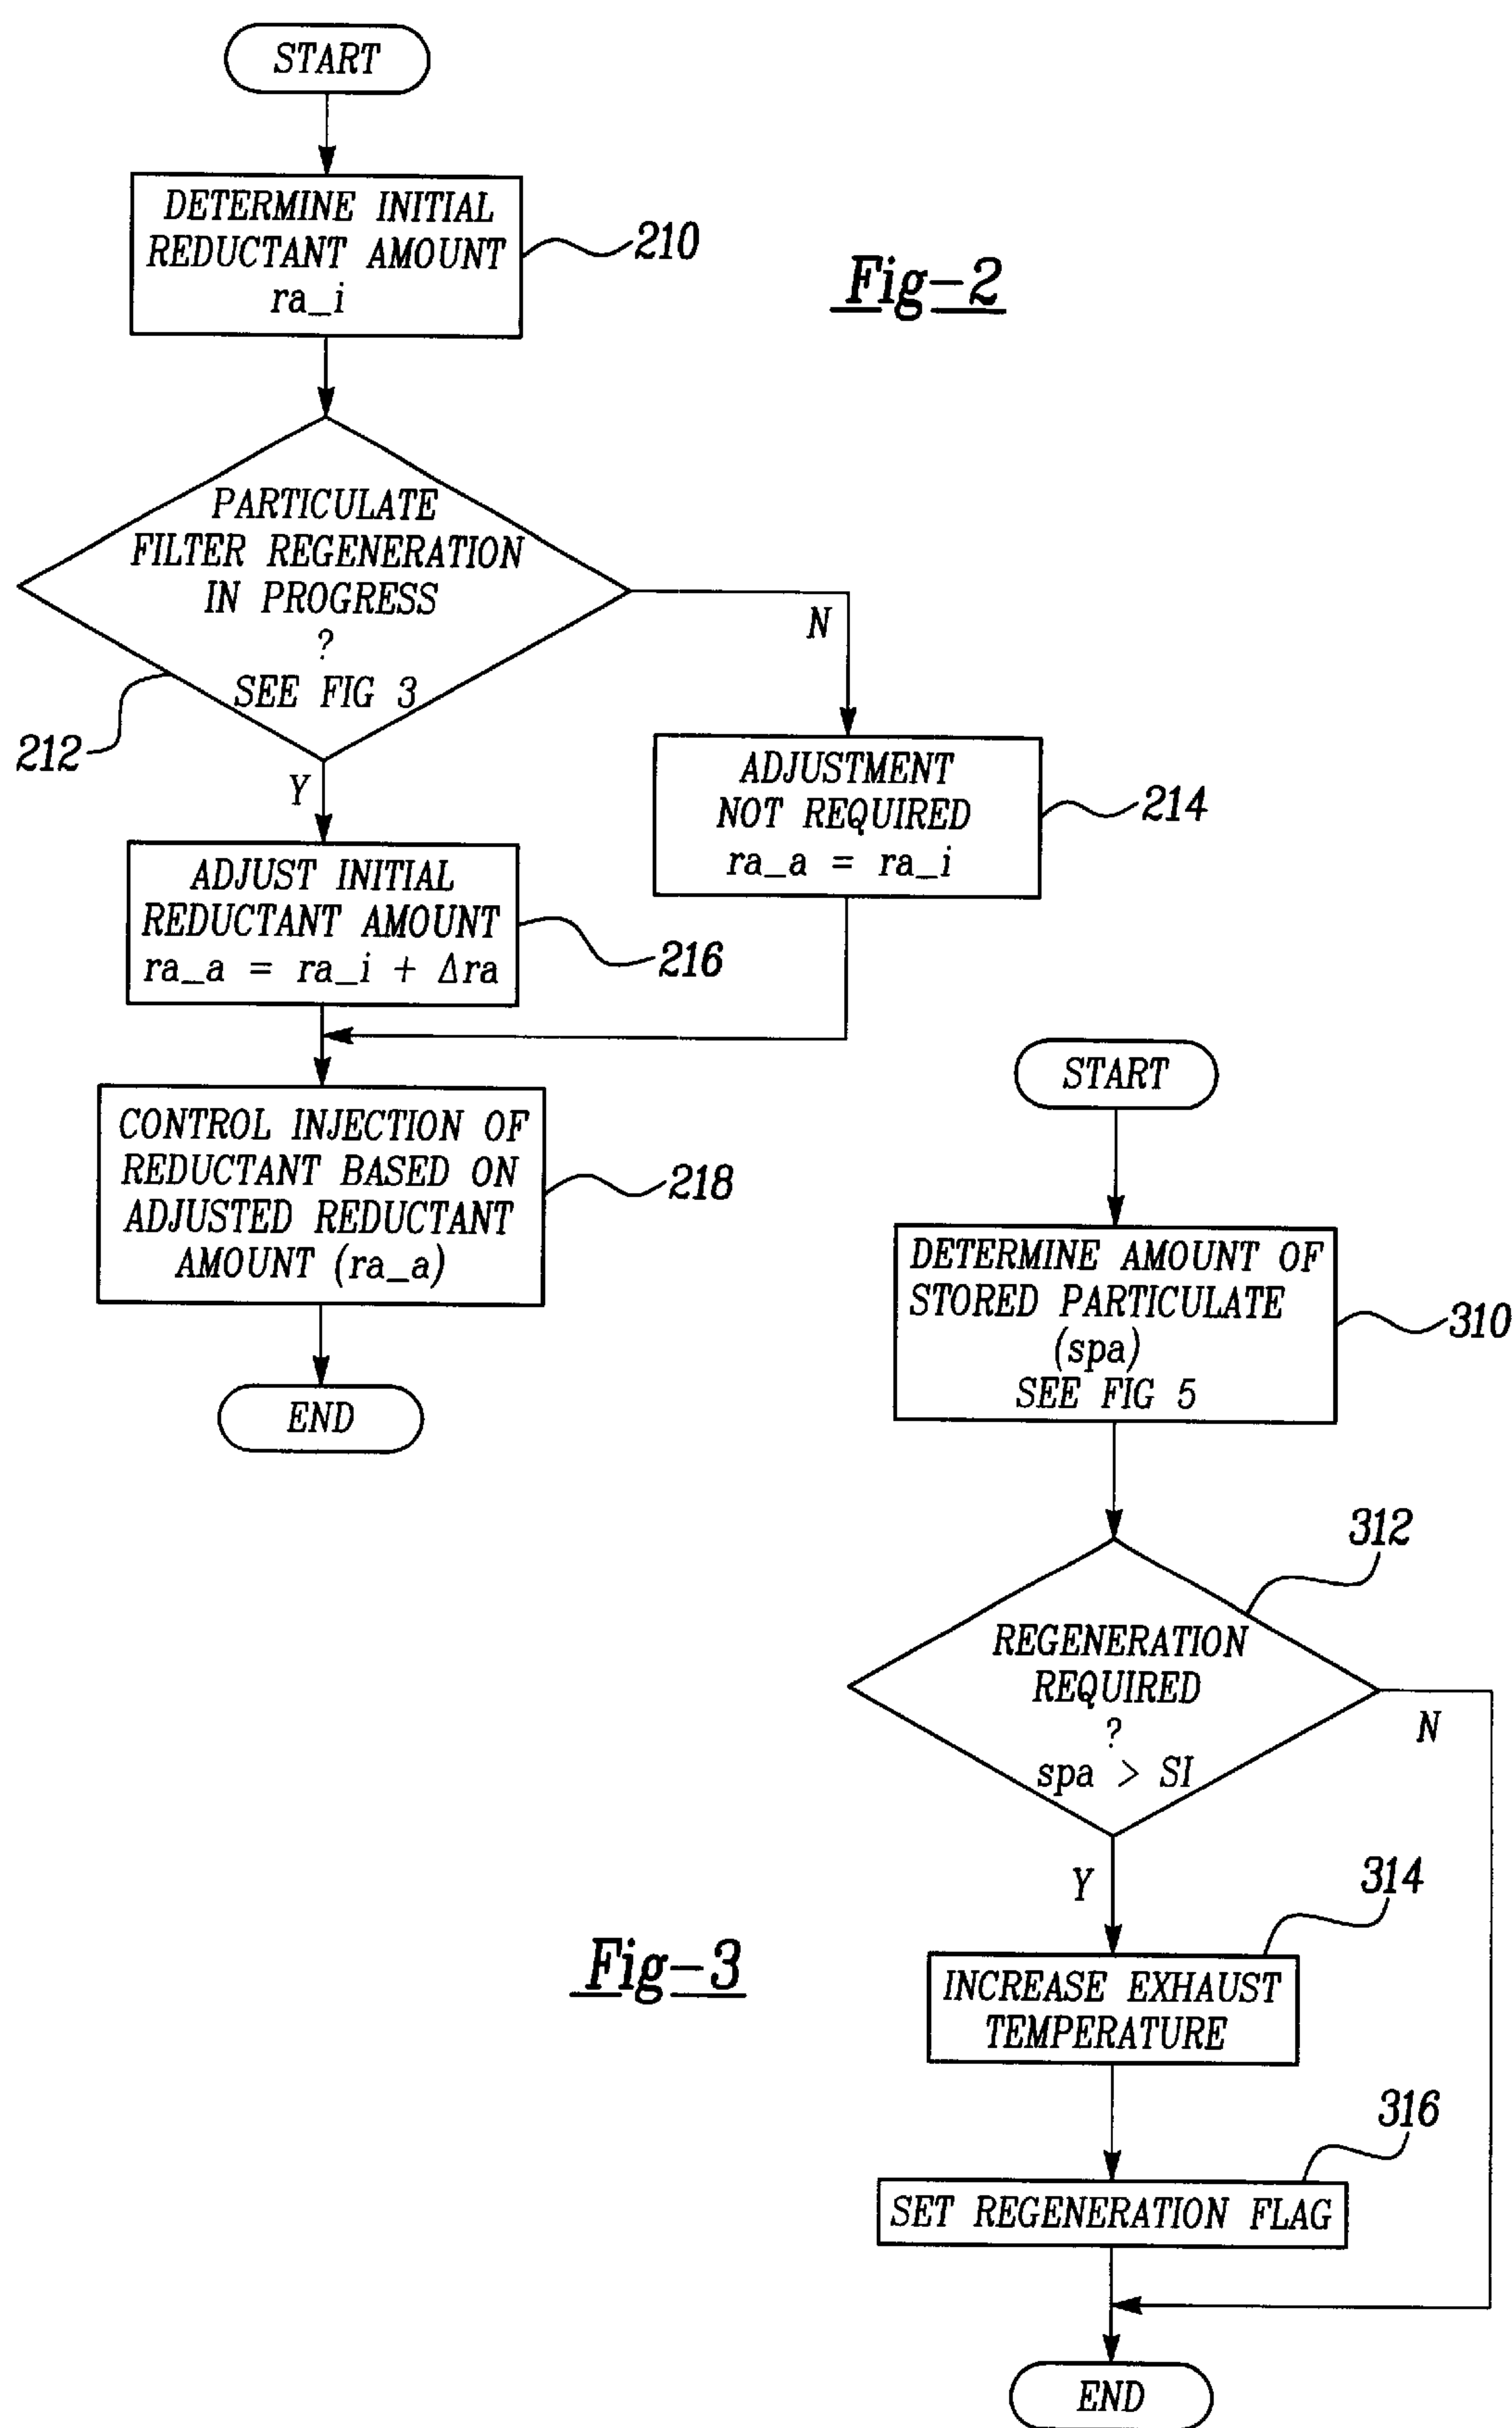 START
DETERMINE INITIAL
REDUCTANT AMOUNT
ra_i
210
Fig-2
PARTICULATE
FILTER REGENERATION
IN PROGRESS
?
SEE FIG 3
212
N
Y
ADJUSTMENT
NOT REQUIRED
ra_a = ra_i
214
ADJUST INITIAL
REDUCTANT AMOUNT
ra_a = ra_i + Δra
216
CONTROL INJECTION OF
REDUCTANT BASED ON
ADJUSTED REDUCTANT
AMOUNT (ra_a)
218
END
START
DETERMINE AMOUNT OF
STORED PARTICULATE
(spa)
SEE FIG 5
310
312
REGENERATION
REQUIRED
?
spa > SI
N
Y
314
Fig-3
INCREASE EXHAUST
TEMPERATURE
316
SET REGENERATION FLAG
END